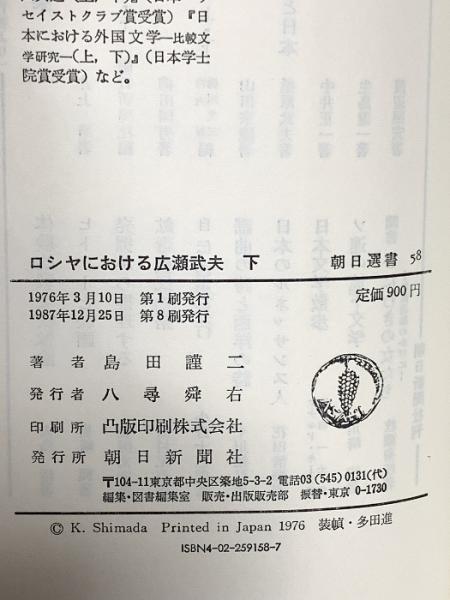 セイストクラブ賞受賞)『日
本における外国文学—比較文
学研究—(上,下)』(日本学士
院賞受賞)など。
ロシヤにおける広瀬武夫 下 朝日選書 58
1976年3月10日 第1刷発行 定価900円
1987年12月25日 第8刷発行
著者 島田謹二
発行者 八尋舜右
印刷所 凸版印刷株式会社
発行所 朝日新聞社
〒104-11東京都中央区築地5-3-2 電話03(545)0131(代)
編集・図書編集室 販売・出版販売部 振替・東京 0-1730
© K. Shimada Printed in Japan 1976 装幀・多田進
ISBN4-02-259158-7